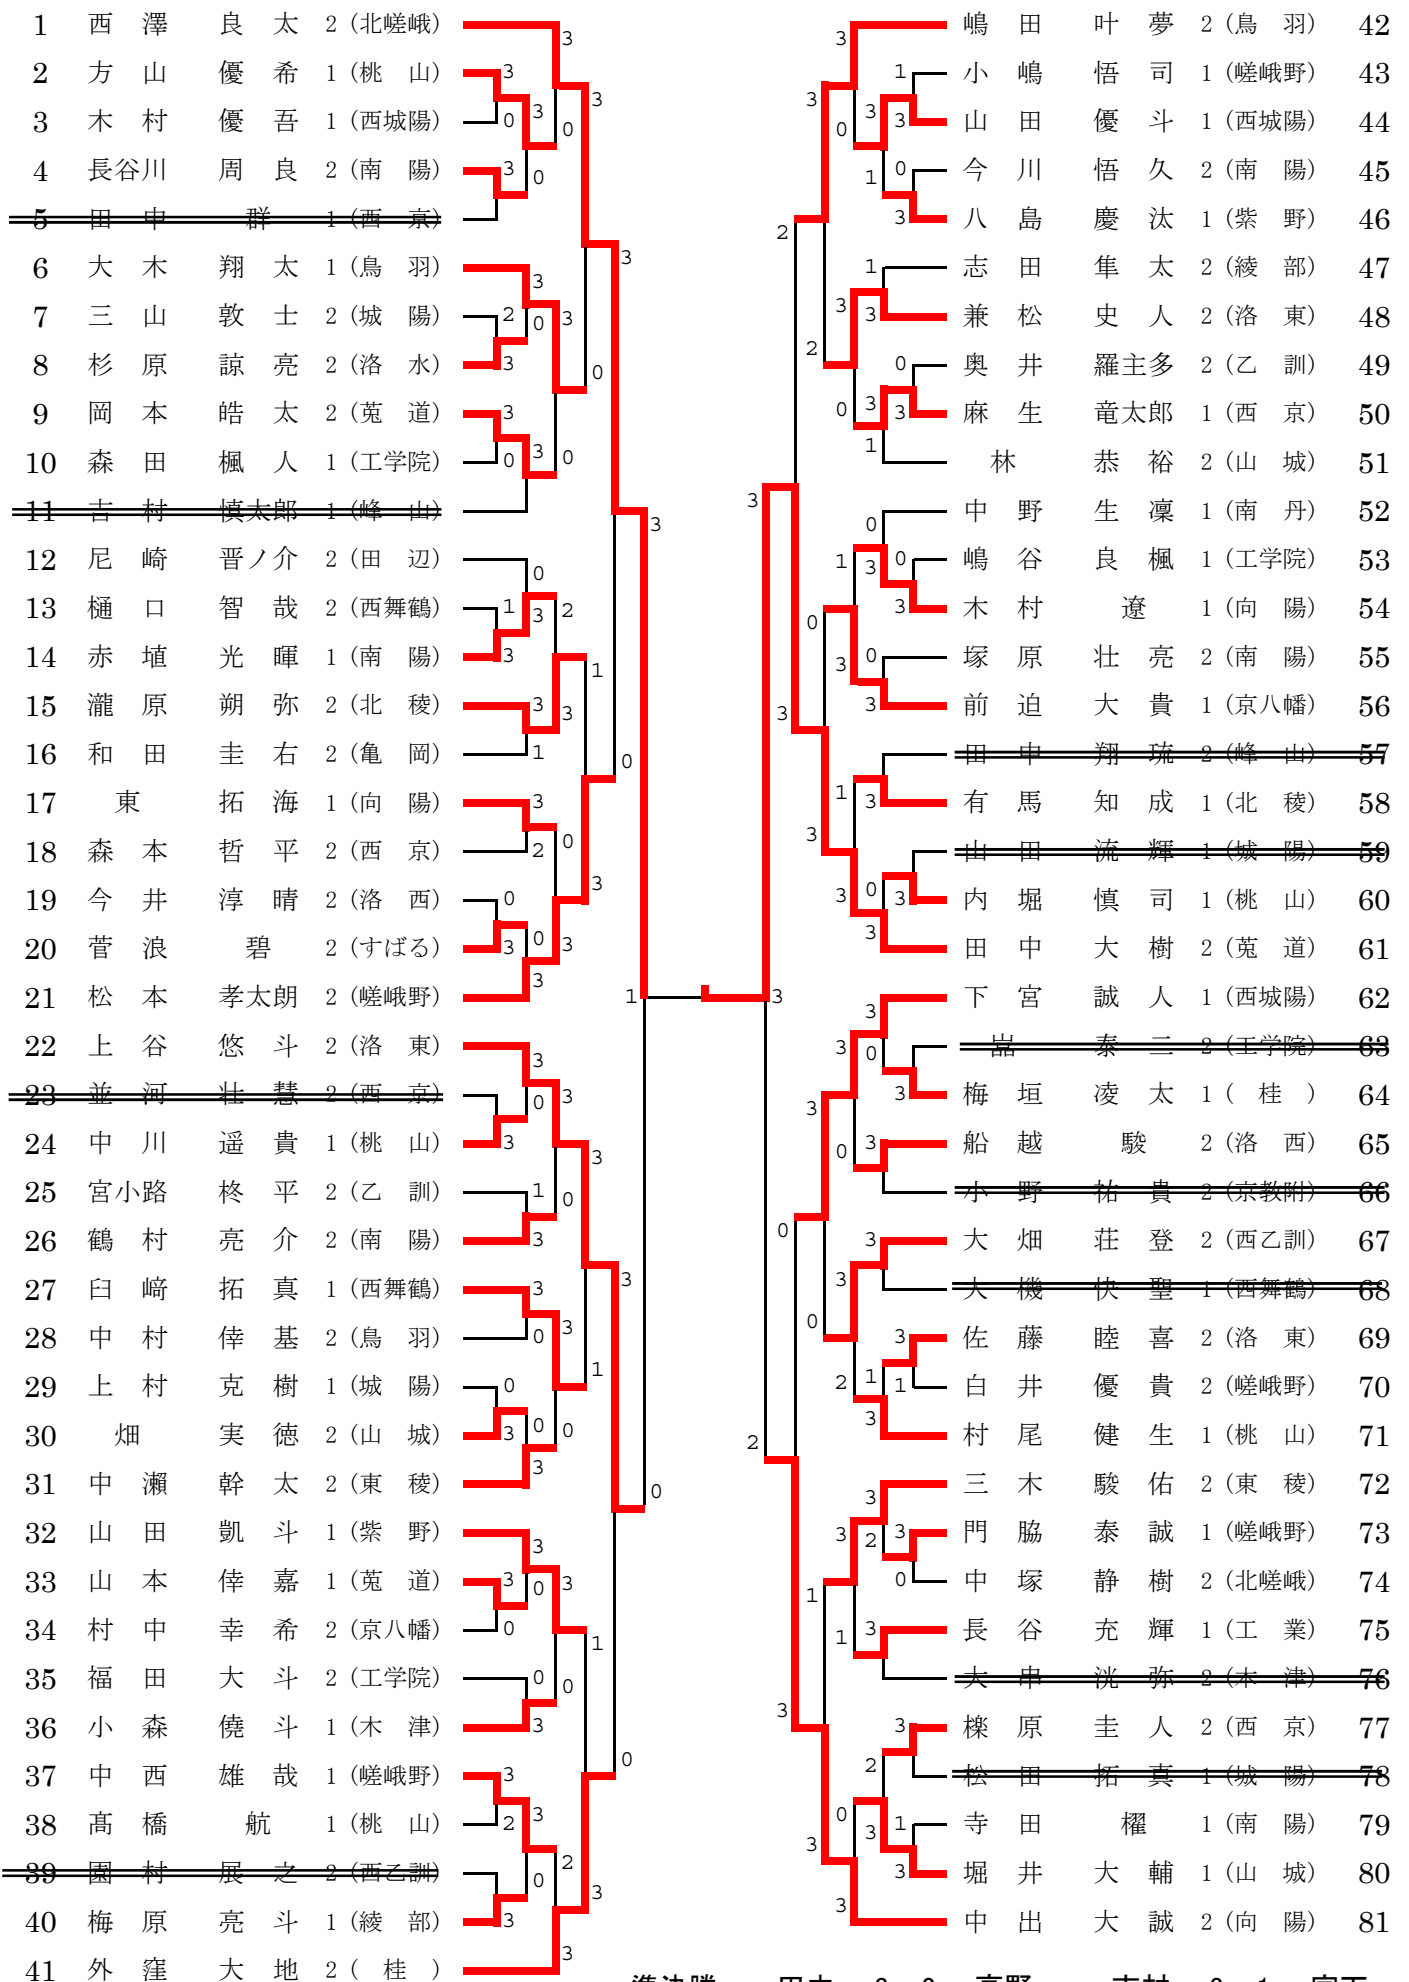 1 西澤 良太 2 (北嵯峨)
2 方山 優希 1 (桃山)
3 木村 優吾 1 (西城陽)
4 長谷川 周良 2 (南陽)
5 田中 群 1 (西京)
6 大木 翔太 1 (鳥羽)
7 三山 敦士 2 (城陽)
8 杉原 諒亮 2 (洛水)
9 岡本 皓太 2 (莵道)
10 森田 楓人 1 (工学院)
11 吉村 慎太郎 1 (峰山)
12 尼崎 晋ノ介 2 (田辺)
13 樋口 智哉 2 (西舞鶴)
14 赤埴 光暉 1 (南陽)
15 瀧原 朔弥 2 (北稜)
16 和田 圭右 2 (亀岡)
17 東 拓海 1 (向陽)
18 森本 哲平 2 (西京)
19 今井 淳晴 2 (洛西)
20 菅浪 碧 2 (すばる)
21 松本 孝太朗 2 (嵯峨野)
22 上谷 悠斗 2 (洛東)
23 並河 壮慧 2 (西京)
24 中川 遥貴 1 (桃山)
25 宮小路 柊平 2 (乙訓)
26 鶴村 亮介 2 (南陽)
27 臼﨑 拓真 1 (西舞鶴)
28 中村 倖基 2 (鳥羽)
29 上村 克樹 1 (城陽)
30 畑 実徳 2 (山城)
31 中瀨 幹太 2 (東稜)
32 山田 凱斗 1 (紫野)
33 山本 倖嘉 1 (莵道)
34 村中 幸希 2 (京八幡)
35 福田 大斗 2 (工学院)
36 小森 僥斗 1 (木津)
37 中西 雄哉 1 (嵯峨野)
38 髙橋 航 1 (桃山)
39 園村 展之 2 (西乙訓)
40 梅原 亮斗 1 (綾部)
41 外窪 大地 2 (桂)
嶋田 叶夢 2 (鳥羽) 42
小嶋 悟司 1 (嵯峨野) 43
山田 優斗 1 (西城陽) 44
今川 悟久 2 (南陽) 45
八島 慶汰 1 (紫野) 46
志田 隼太 2 (綾部) 47
兼松 史人 2 (洛東) 48
奥井 羅主多 2 (乙訓) 49
麻生 竜太郎 1 (西京) 50
林 恭裕 2 (山城) 51
中野 生凜 1 (南丹) 52
嶋谷 良楓 1 (工学院) 53
木村 遼 1 (向陽) 54
塚原 壮亮 2 (南陽) 55
前迫 大貴 1 (京八幡) 56
田中 翔琉 2 (峰山) 57
有馬 知成 1 (北稜) 58
山田 流輝 1 (城陽) 59
内堀 慎司 1 (桃山) 60
田中 大樹 2 (莵道) 61
下宮 誠人 1 (西城陽) 62
嵓 泰三 2 (工学院) 63
梅垣 凌太 1 (桂) 64
船越 駿 2 (洛西) 65
小野 祐貴 2 (京教附) 66
大畑 荘登 2 (西乙訓) 67
大機 快聖 1 (西舞鶴) 68
佐藤 睦喜 2 (洛東) 69
白井 優貴 2 (嵯峨野) 70
村尾 健生 1 (桃山) 71
三木 駿佑 2 (東稜) 72
門脇 泰誠 1 (嵯峨野) 73
中塚 静樹 2 (北嵯峨) 74
長谷 充輝 1 (工業) 75
大串 洸弥 2 (木津) 76
檪原 圭人 2 (西京) 77
松田 拓真 1 (城陽) 78
寺田 櫂 1 (南陽) 79
堀井 大輔 1 (山城) 80
中出 大誠 2 (向陽) 81